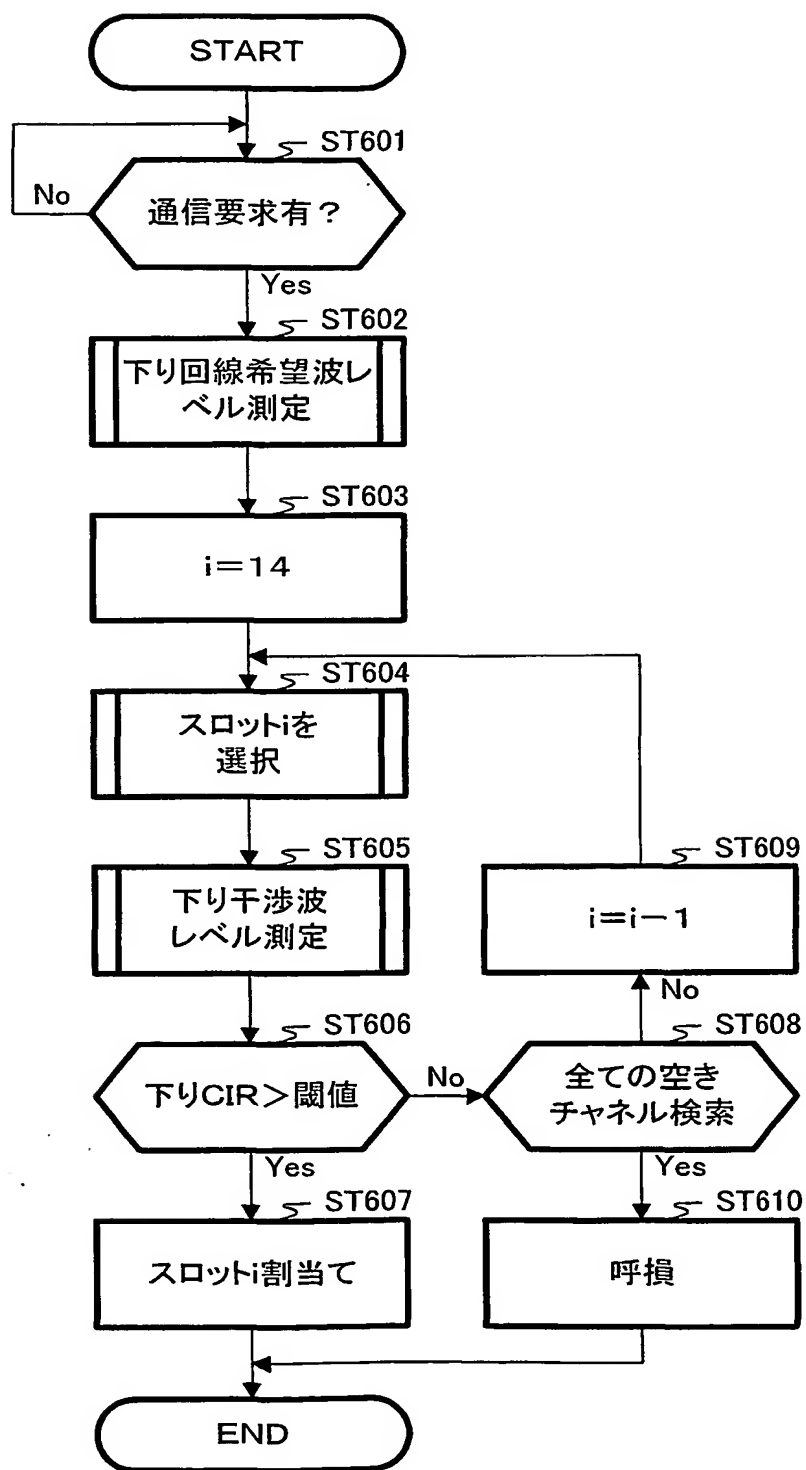 START
ST601
通信要求有?
No
Yes
ST602
下り回線希望波レ
ベル測定
ST603
i=14
ST604
スロットiを
選択
ST605
下り干渉波
レベル測定
ST609
i=i-1
No
ST606
下りCIR>閾値
No
ST608
全ての空き
チャネル検索
Yes
Yes
ST607
スロットi割当て
ST610
呼損
END